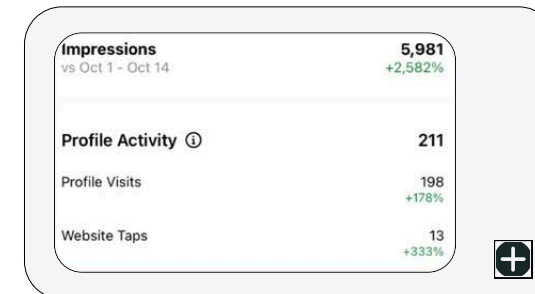 Impressions 5,981
vs Oct 1 - Oct 14 +2,582%
Profile Activity 211
Profile Visits 198
+178%
Website Taps 13
+333%